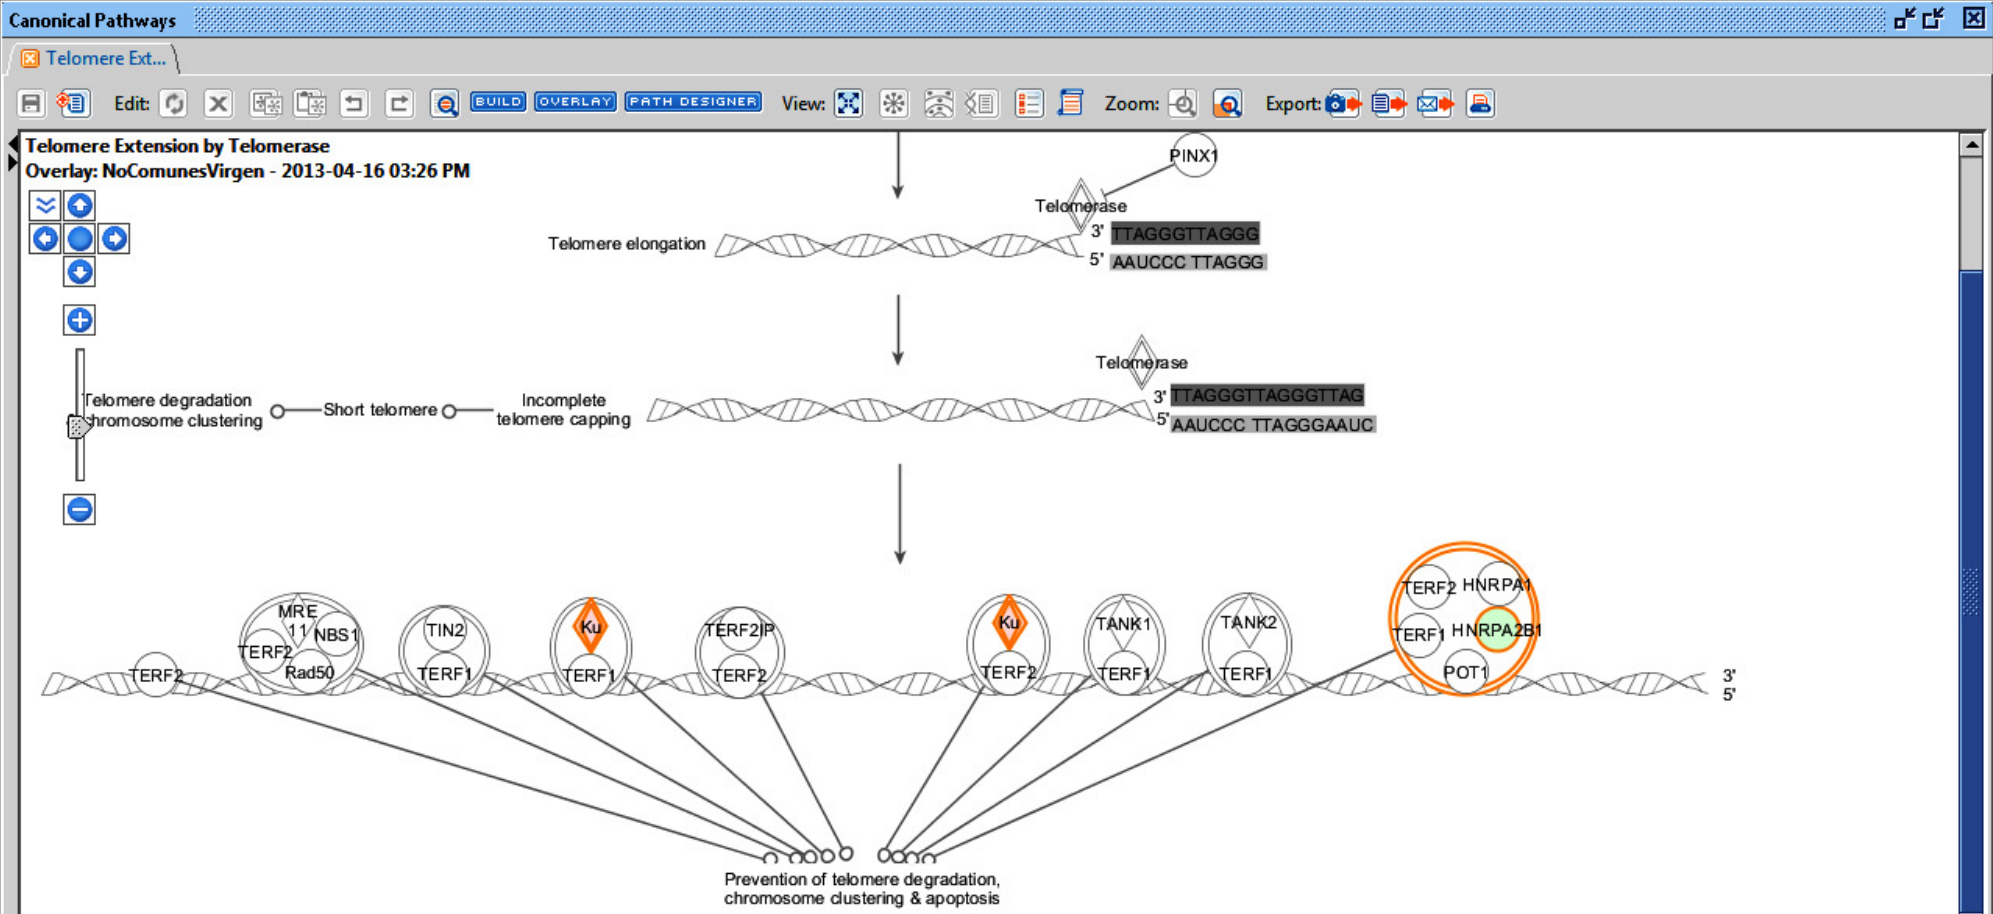 Canonical Pathways
Telomere Ext...
Edit: BUILD OVERLAY PATH DESIGNER View: Zoom: Export:
Telomere Extension by Telomerase
Overlay: NoComunesVirgen - 2013-04-16 03:26 PM
PINX1
Telomerase
Telomere elongation
3' TTAGGGTTAGGG
5' AAUCCC TTAGGG
Telomerase
3' TTAGGGTTAGGGTTAG
5' AAUCCC TTAGGGAAUC
Telomere degradation
chromosome clustering
Short telomere
Incomplete
telomere capping
TERF2
MRE
11
NBS1
TERF2
Rad50
TIN2
TERF1
Ku
TERF1
TERF2IP
TERF2
Ku
TERF2
TANK1
TERF1
TANK2
TERF1
TERF2 HNRPA1
TERF1 HNRPA2B1
POT1
3'
5'
Prevention of telomere degradation,
chromosome clustering & apoptosis